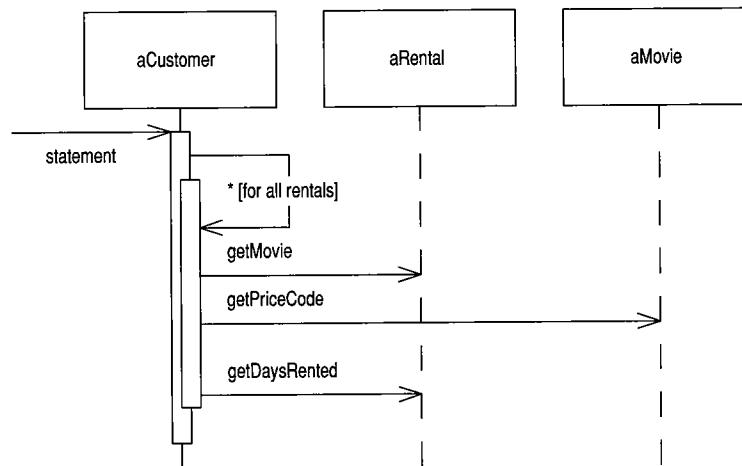 aCustomer
aRental
aMovie
statement
* [for all rentals]
getMovie
getPriceCode
getDaysRented